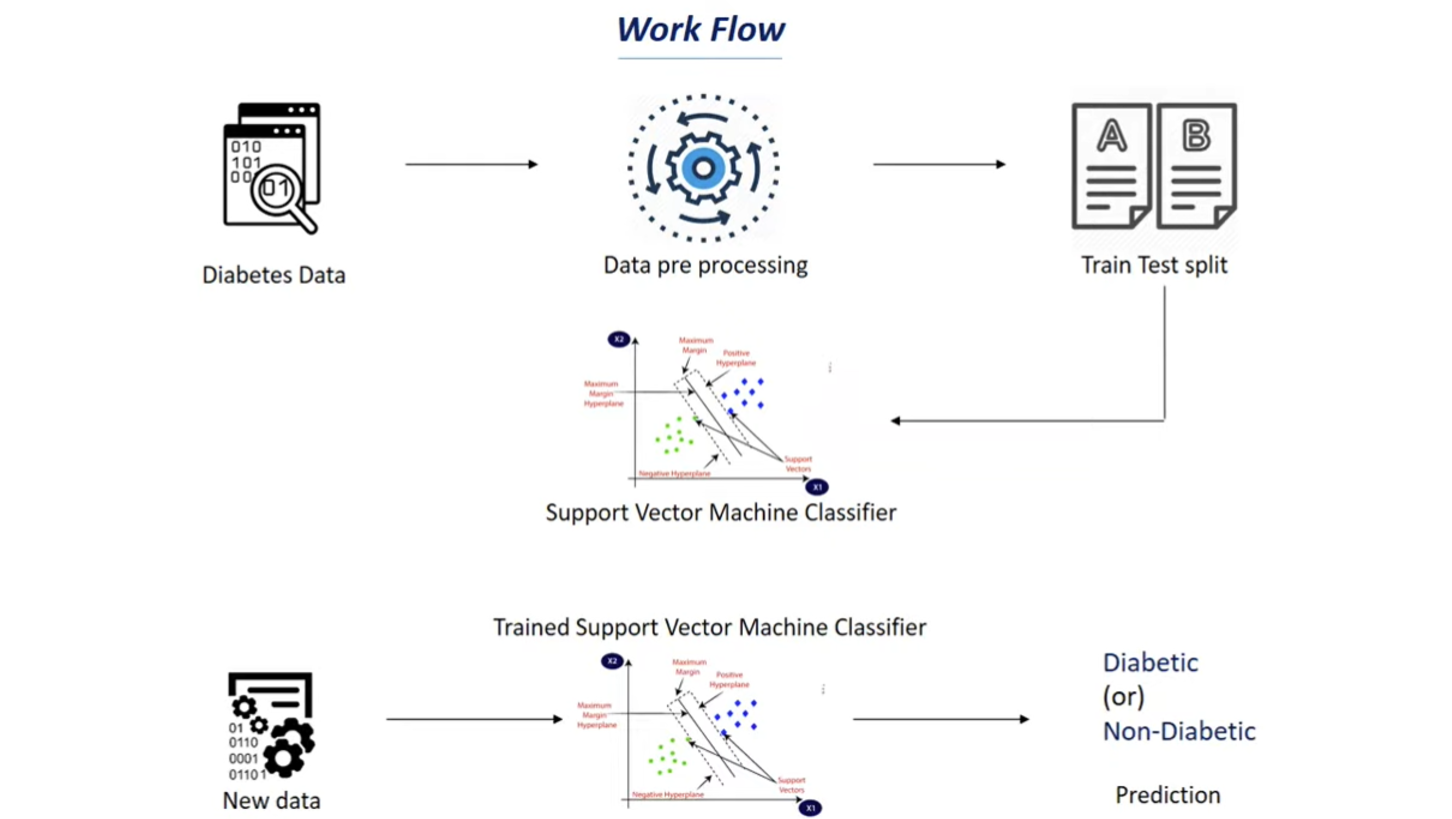 Work Flow
010
101
00
01
A
B
Diabetes Data
Data pre processing
Train Test split
X2
Maximum
Margin
Positive
Hyperplane
Maximum
Margin
Hyperplane
Support
Vectors
Negative Hyperplane
X1
Support Vector Machine Classifier
Trained Support Vector Machine Classifier
X2
Maximum
Margin
Positive
Hyperplane
Maximum
Margin
Hyperplane
Support
Vectors
Negative Hyperplane
X1
01
0110
0001
01101
New data
Diabetic
(or)
Non-Diabetic
Prediction